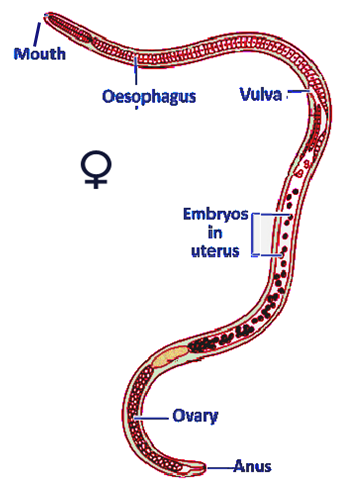 Mouth
Oesophagus
Vulva
♀
Embryos
in
uterus
Ovary
Anus